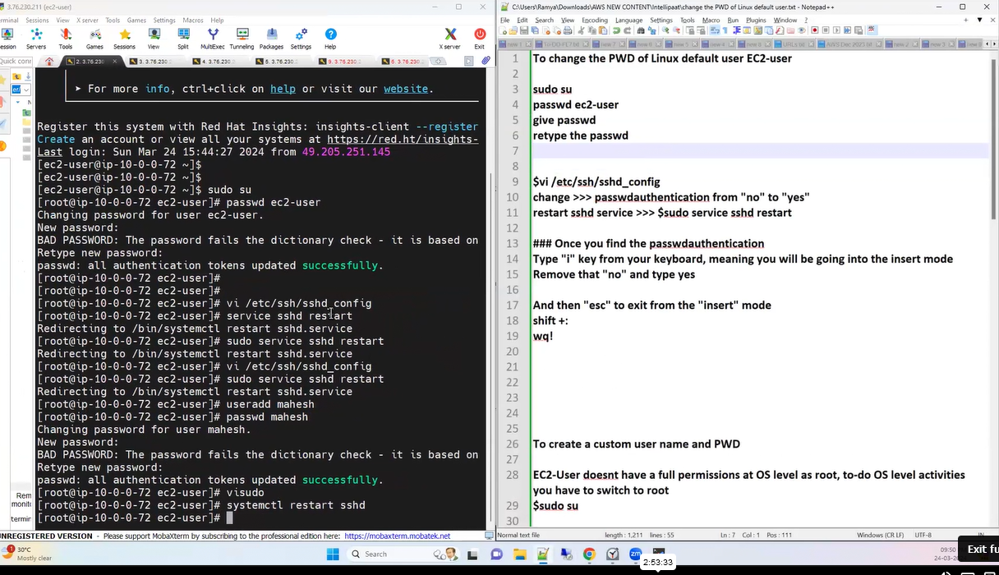 3.76.230.111 (ec2-user)
Terminal Sessions View X server Tools Games Settings Macros Help
Session Servers Tools Games Sessions View Split MultiExec Tunneling Packages Settings Help X server Exit
Quick conn
2. 3.76.230. 3. 3.76.230. 4. 3.76.230. 5. 3.76.230. 9. 3.76.230. 6. 3.76.230.
➤ For more info, ctrl+click on help or visit our website.
Register this system with Red Hat Insights: insights-client --register
Create an account or view all your systems at https://red.ht/insights-
Last login: Sun Mar 24 15:44:27 2024 from 49.205.251.145
[ec2-user@ip-10-0-0-72 ~]$
[ec2-user@ip-10-0-0-72 ~]$
[ec2-user@ip-10-0-0-72 ~]$ sudo su
[root@ip-10-0-0-72 ec2-user]# passwd ec2-user
Changing password for user ec2-user.
New password:
BAD PASSWORD: The password fails the dictionary check - it is based on
Retype new password:
passwd: all authentication tokens updated successfully.
[root@ip-10-0-0-72 ec2-user]#
[root@ip-10-0-0-72 ec2-user]#
[root@ip-10-0-0-72 ec2-user]# vi /etc/ssh/sshd_config
[root@ip-10-0-0-72 ec2-user]# service sshd restart
Redirecting to /bin/systemctl restart sshd.service
[root@ip-10-0-0-72 ec2-user]# sudo service sshd restart
Redirecting to /bin/systemctl restart sshd.service
[root@ip-10-0-0-72 ec2-user]# vi /etc/ssh/sshd_config
[root@ip-10-0-0-72 ec2-user]# sudo service sshd restart
Redirecting to /bin/systemctl restart sshd.service
[root@ip-10-0-0-72 ec2-user]# useradd mahesh
[root@ip-10-0-0-72 ec2-user]# passwd mahesh
Changing password for user mahesh.
New password:
BAD PASSWORD: The password fails the dictionary check - it is based on
Retype new password:
passwd: all authentication tokens updated successfully.
[root@ip-10-0-0-72 ec2-user]# visudo
[root@ip-10-0-0-72 ec2-user]# systemctl restart sshd
[root@ip-10-0-0-72 ec2-user]#
Rem
monito
termin
UNREGISTERED VERSION - Please support MobaXterm by subscribing to the professional edition here: https://mobaxterm.mobatek.net
C:\Users\Ramya\Downloads\AWS NEW CONTENT\Intellipaat\change the PWD of Linux default user.txt - Notepad++
File Edit Search View Encoding Language Settings Tools Macro Run Plugins Window ?
1 To change the PWD of Linux default user EC2-user
2
3 sudo su
4 passwd ec2-user
5 give passwd
6 retype the passwd
7
8
9 $vi /etc/ssh/sshd_config
10 change >>> passwdauthentication from "no" to "yes"
11 restart sshd service >>> $sudo service sshd restart
12
13 ### Once you find the passwdauthentication
14 Type "i" key from your keyboard, meaning you will be going into the insert mode
15 Remove that "no" and type yes
16
17 And then "esc" to exit from the "insert" mode
18 shift +:
19 wq!
20
21
22
23
24
25
26 To create a custom user name and PWD
27
28 EC2-User doesnt have a full permissions at OS level as root, to-do OS level activities
you have to switch to root
29 $sudo su
30
Normal text file length : 1,211 lines : 55 Ln : 7 Col : 1 Pos : 111 Windows (CR LF) UTF-8 IN
30°C
Mostly clear
Search
09:50
24-03-
Exit fu
2:53:33